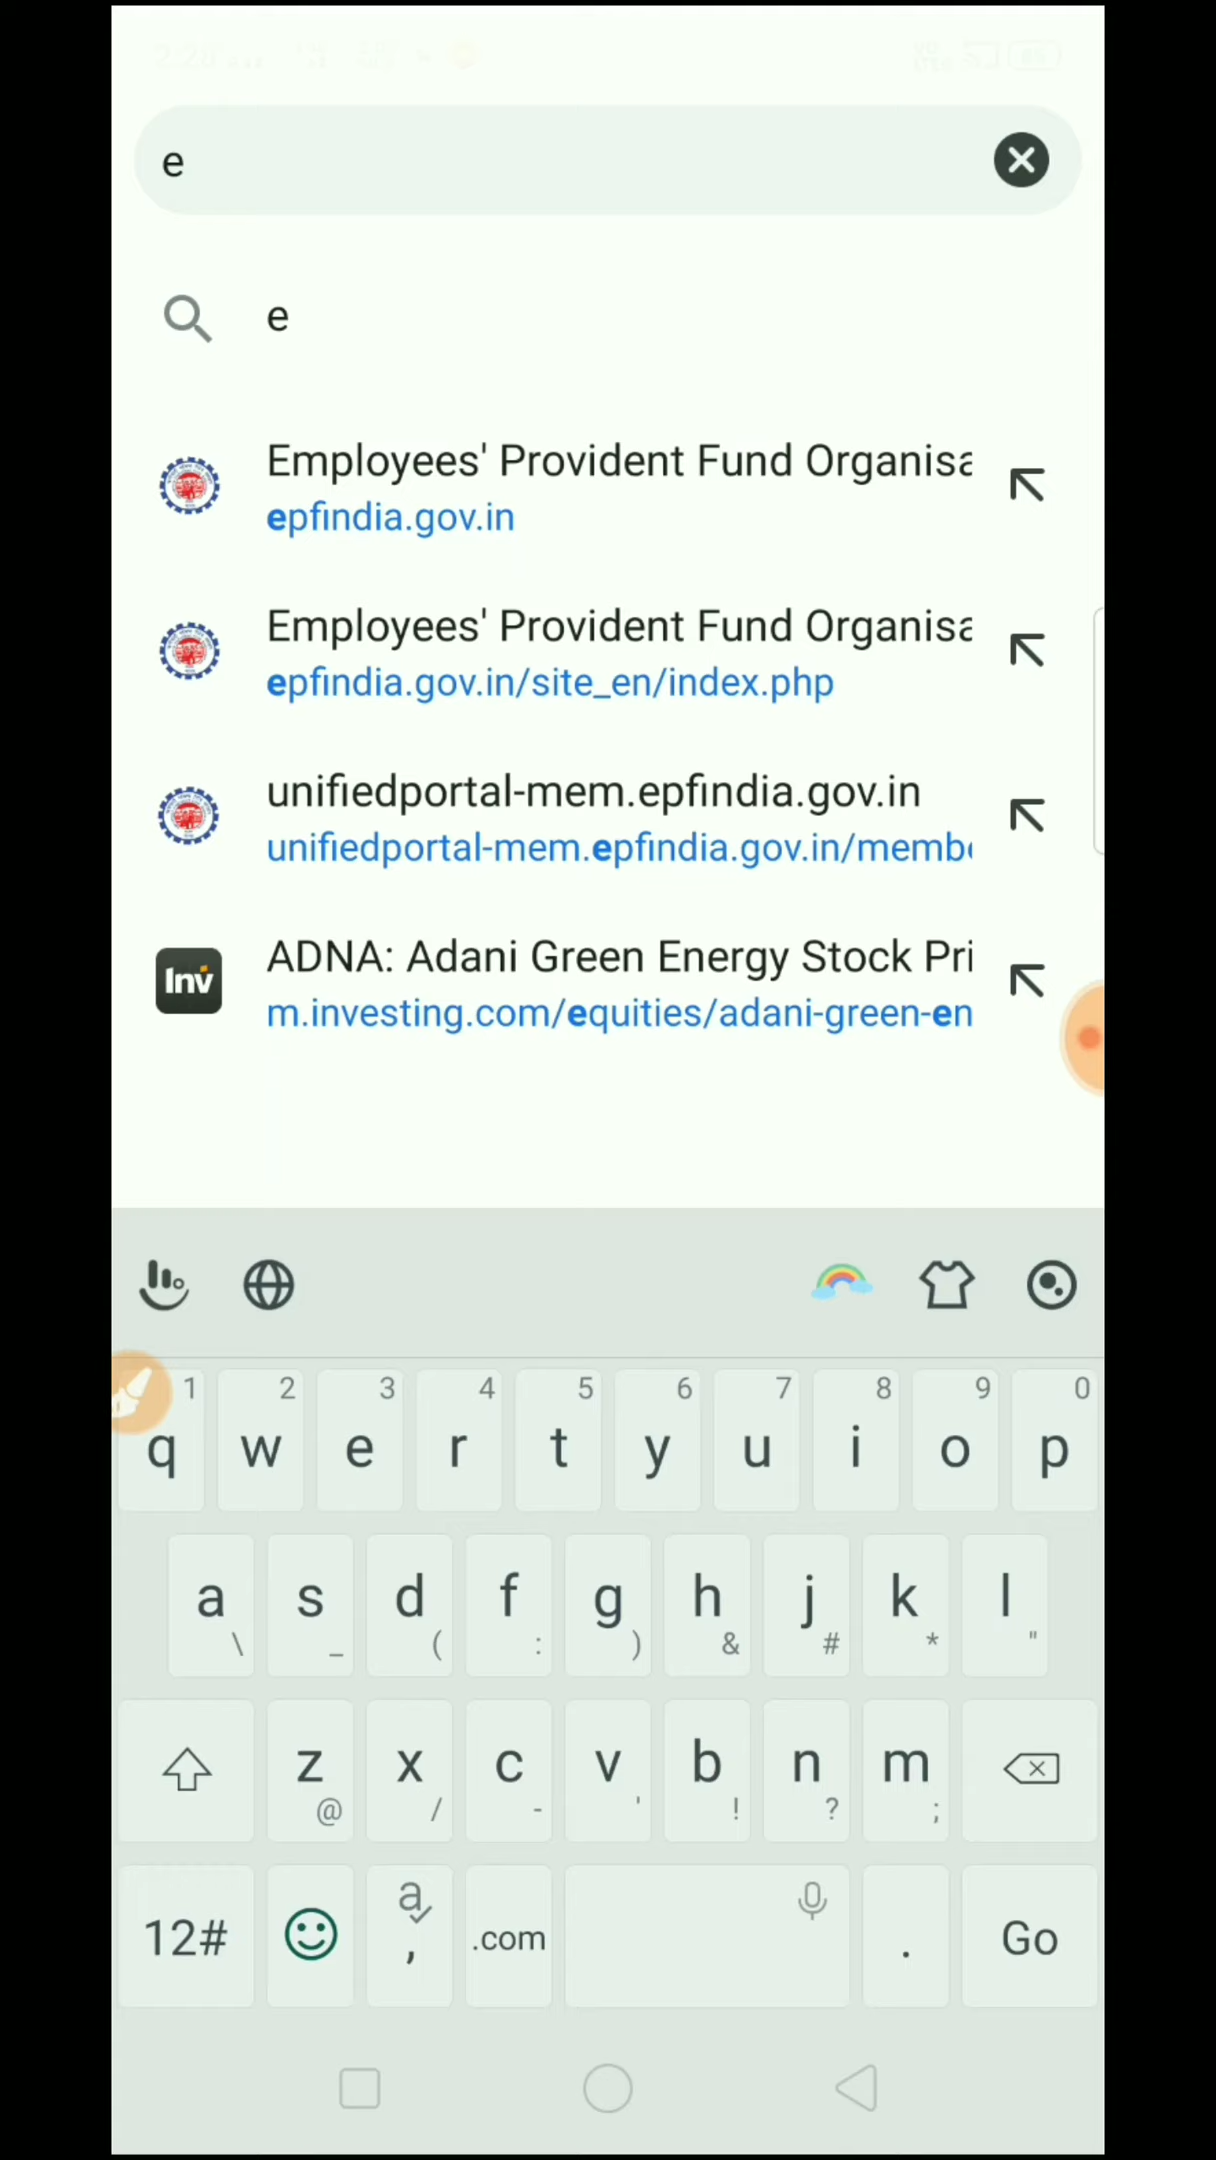 e
e
Employees' Provident Fund Organisa
epfindia.gov.in
Employees' Provident Fund Organisa
epfindia.gov.in/site_en/index.php
unifiedportal-mem.epfindia.gov.in
unifiedportal-mem.epfindia.gov.in/membe
Inv
ADNA: Adani Green Energy Stock Pri
m.investing.com/equities/adani-green-en
1 2 3 4 5 6 7 8 9 0
q w e r t y u i o p
a s d f g h j k l
\ _ ( : ) & # * "
z x c v b n m
@ / - ' ! ? ;
12# a , .com . Go